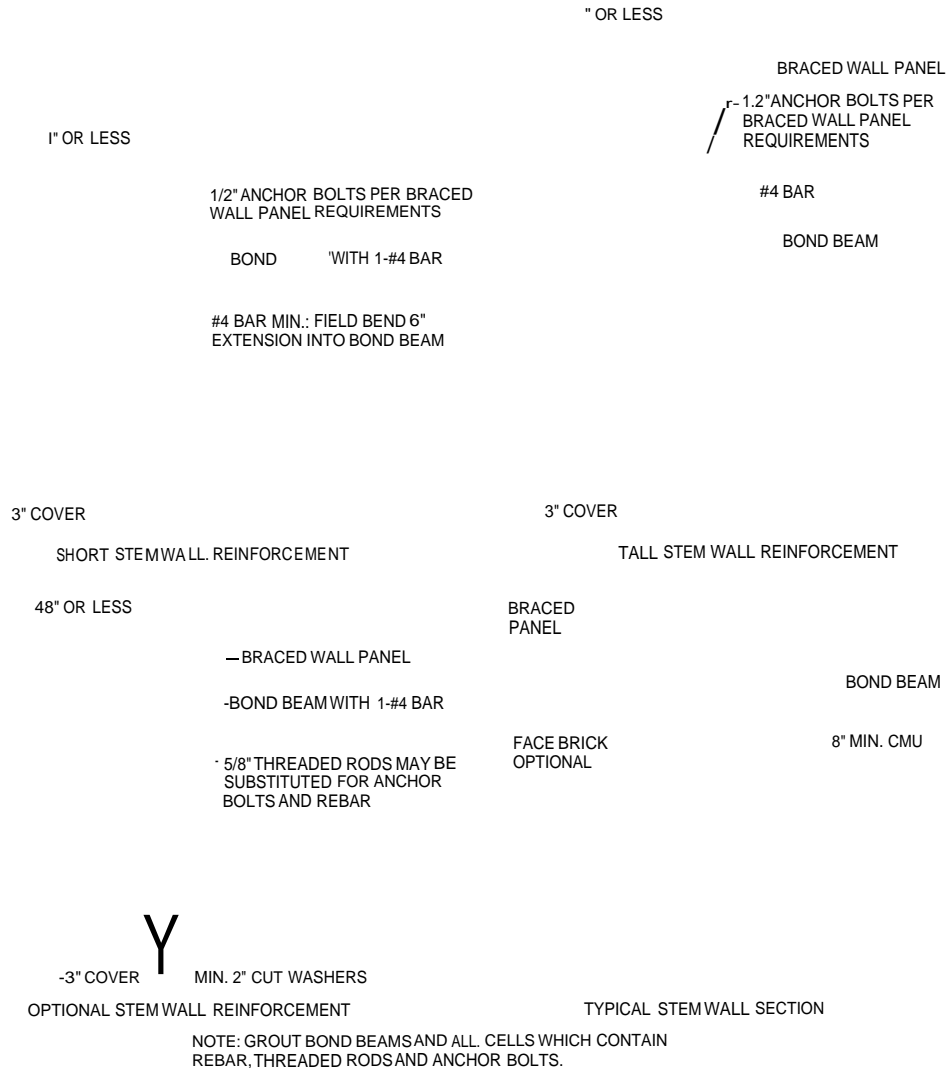 " OR LESS
BRACED WALL PANEL
r- 1.2" ANCHOR BOLTS PER
BRACED WALL PANEL
REQUIREMENTS
I" OR LESS
1/2" ANCHOR BOLTS PER BRACED
WALL PANEL REQUIREMENTS
#4 BAR
BOND BEAM
BOND 'WITH 1-#4 BAR
#4 BAR MIN.: FIELD BEND 6"
EXTENSION INTO BOND BEAM
3" COVER
3" COVER
SHORT STEM WALL. REINFORCEMENT
TALL STEM WALL REINFORCEMENT
48" OR LESS
BRACED
PANEL
—BRACED WALL PANEL
-BOND BEAM WITH 1-#4 BAR
BOND BEAM
FACE BRICK
OPTIONAL
8" MIN. CMU
- 5/8" THREADED RODS MAY BE
SUBSTITUTED FOR ANCHOR
BOLTS AND REBAR
Y
-3" COVER
MIN. 2" CUT WASHERS
OPTIONAL STEM WALL REINFORCEMENT
TYPICAL STEM WALL SECTION
NOTE: GROUT BOND BEAMS AND ALL. CELLS WHICH CONTAIN
REBAR, THREADED RODS AND ANCHOR BOLTS.